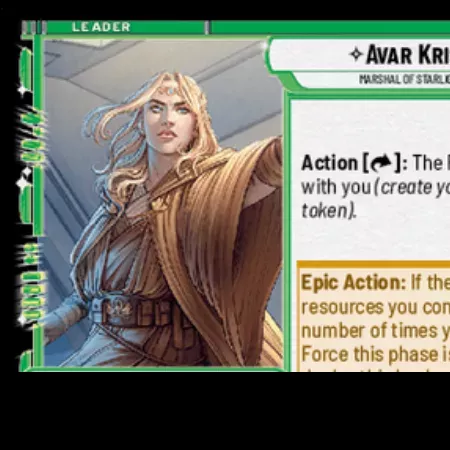 LEADER
AVAR KRI
MARSHAL OF STARLIG
Action [ ]: The F
with you (create yo
token).
Epic Action: If the
resources you con
number of times y
Force this phase is